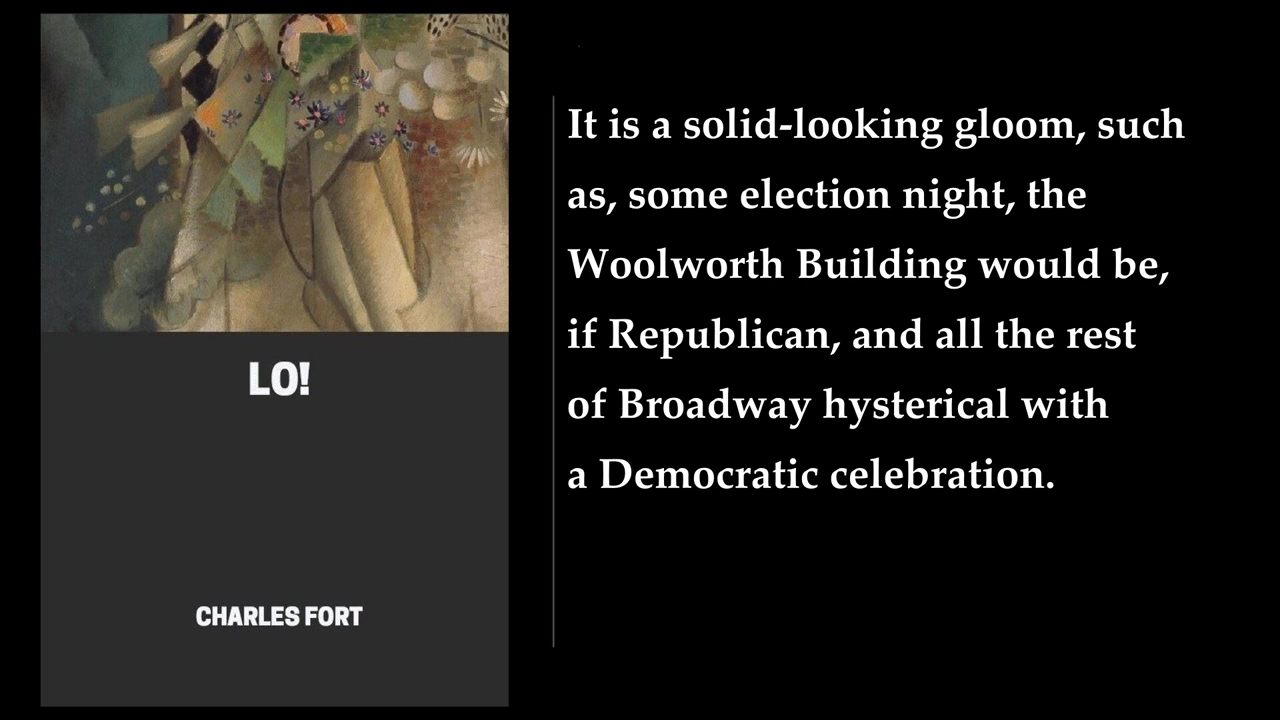 LO!
CHARLES FORT
It is a solid-looking gloom, such
as, some election night, the
Woolworth Building would be,
if Republican, and all the rest
of Broadway hysterical with
a Democratic celebration.